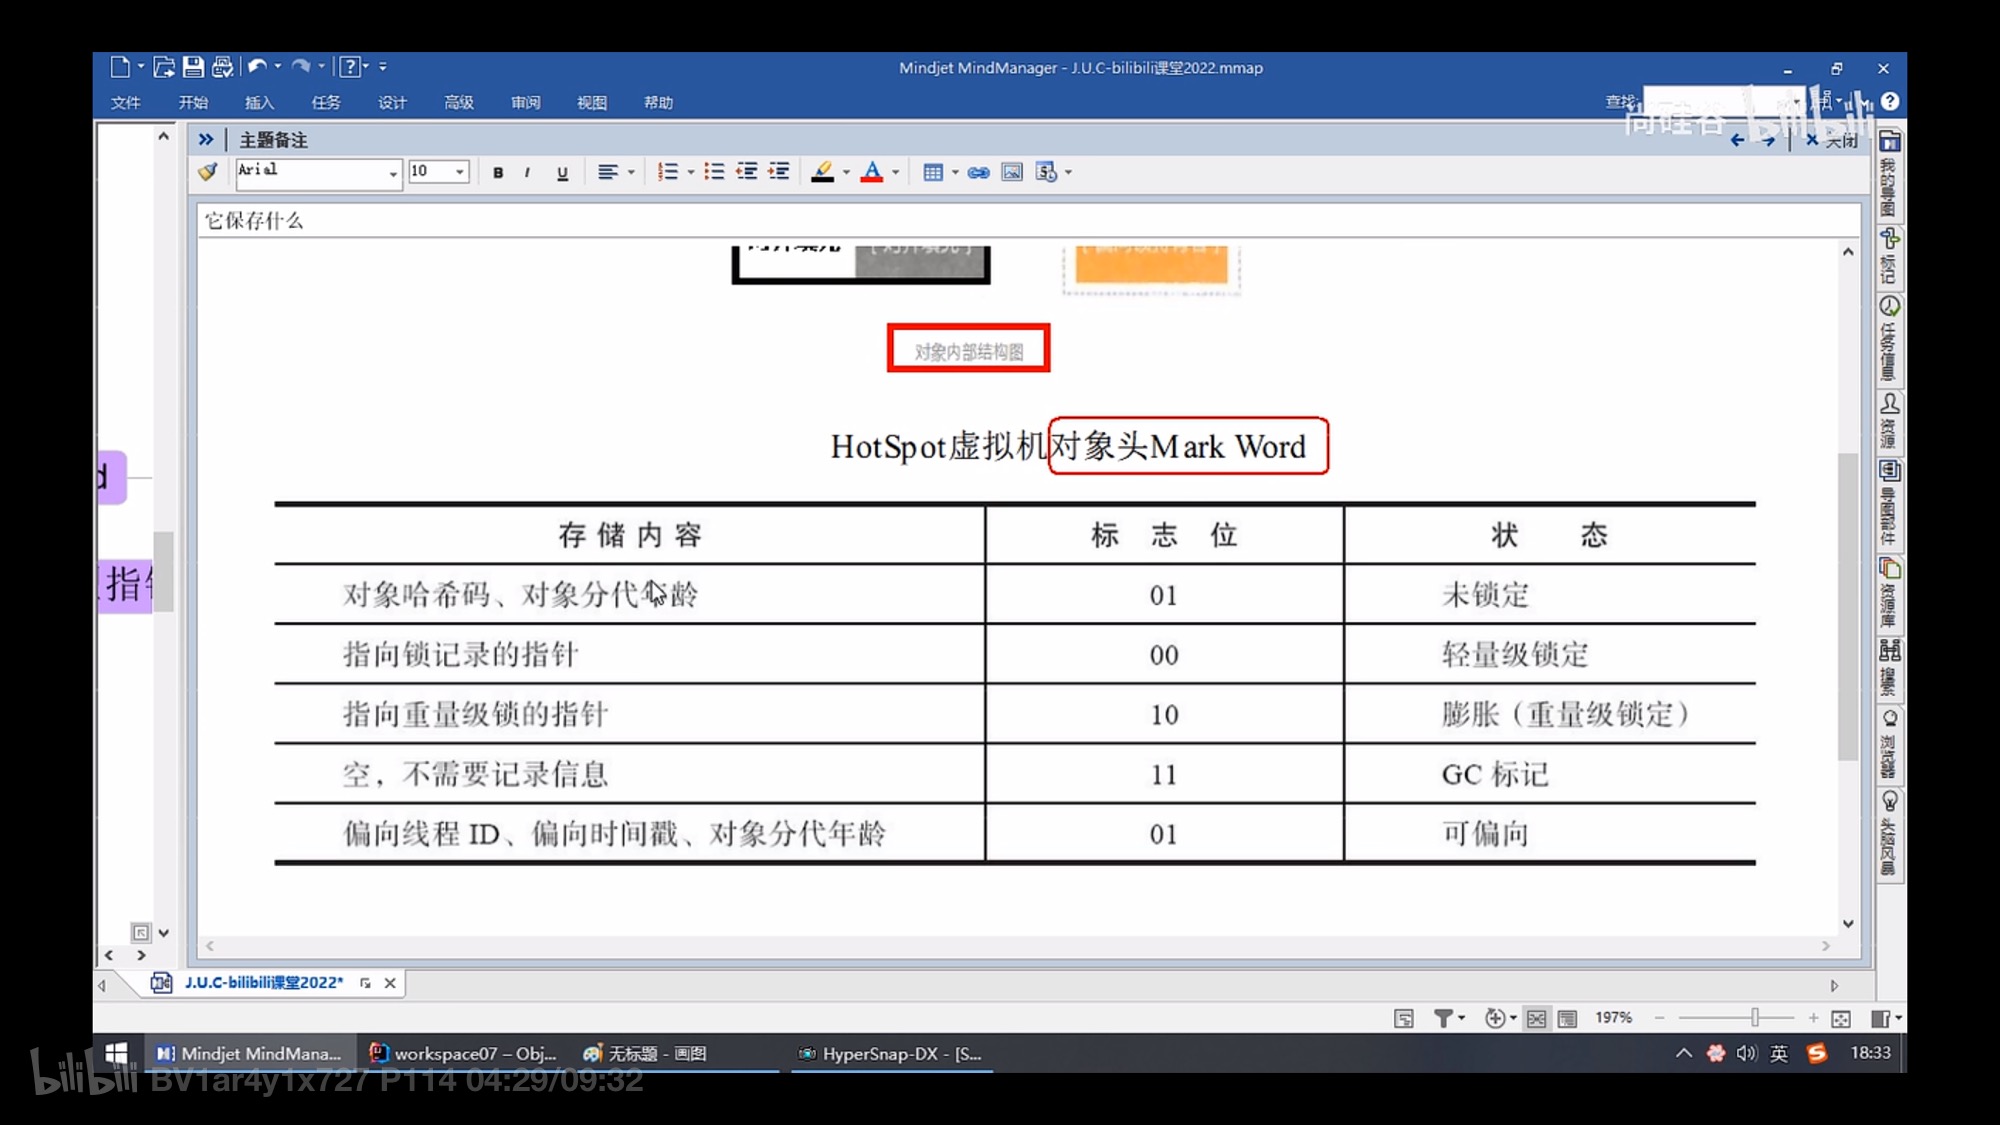 Mindjet MindManager - J.U.C-bilibili课堂2022.mmap
文件 开始 插入 任务 设计 高级 审阅 视图 帮助
查找:
尚硅谷 bilibili
主题备注
关闭
Arial 10 B I U
它保存什么
对象内部结构图
HotSpot虚拟机对象头Mark Word
存储内容 标志位 状态
对象哈希码、对象分代年龄 01 未锁定
指向锁记录的指针 00 轻量级锁定
指向重量级锁的指针 10 膨胀（重量级锁定）
空，不需要记录信息 11 GC 标记
偏向线程 ID、偏向时间戳、对象分代年龄 01 可偏向
d
指
我的导图
标记
任务信息
资源
导图部件
资源库
搜索
浏览器
头脑风暴
J.U.C-bilibili课堂2022*
197%
Mindjet MindMana...
workspace07 – Obj...
无标题 - 画图
HyperSnap-DX - [S...
英
18:33
bilibili BV1ar4y1x727 P114 04:29/09:32